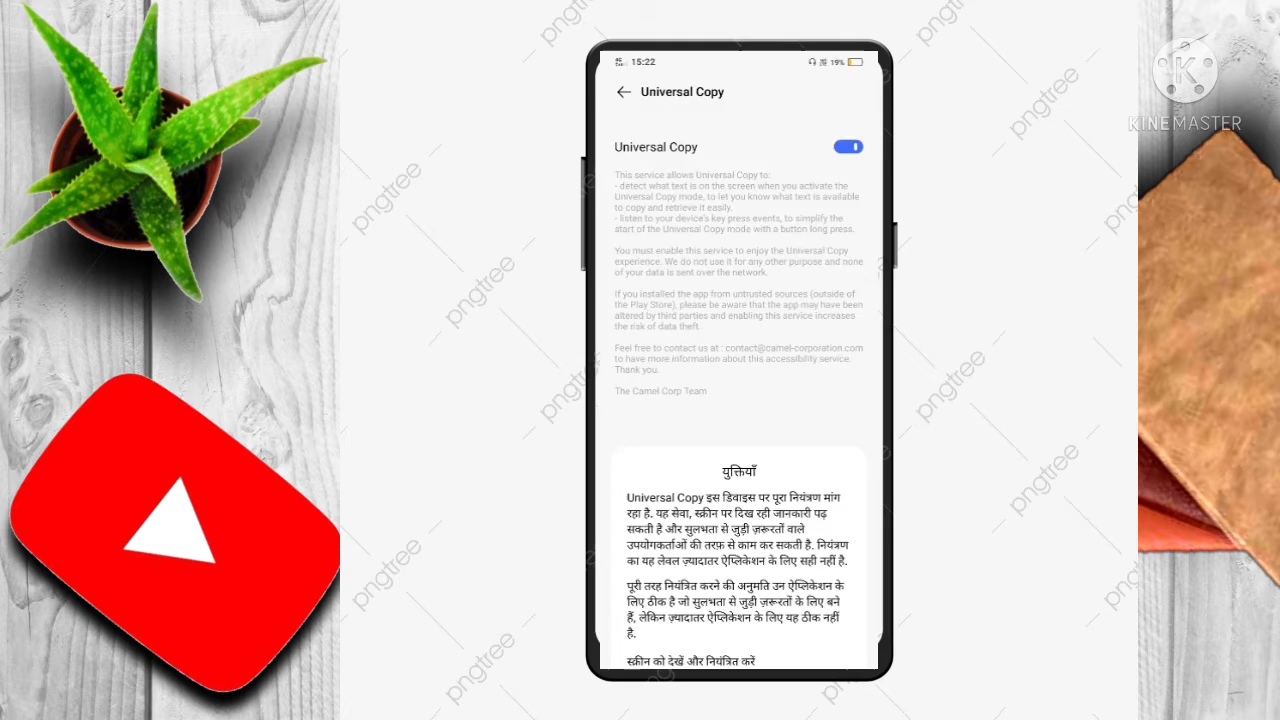 15:22
19%
Universal Copy
Universal Copy
This service allows Universal Copy to:
- detect what text is on the screen when you activate the
Universal Copy mode, to let you know what text is available
to copy and retrieve it easily.
- listen to your device's key press events, to simplify the
start of the Universal Copy mode with a button long press.
You must enable this service to enjoy the Universal Copy
experience. We do not use it for any other purpose and none
of your data is sent over the network.
If you installed the app from untrusted sources (outside of
the Play Store), please be aware that the app may have been
altered by third parties and enabling this service increases
the risk of data theft.
Feel free to contact us at : contact@camel-corporation.com
to have more information about this accessibility service.
Thank you.
The Camel Corp Team
युक्तियाँ
Universal Copy इस डिवाइस पर पूरा नियंत्रण मांग
रहा है. यह सेवा, स्क्रीन पर दिख रही जानकारी पढ़
सकती है और सुलभता से जुड़ी ज़रूरतों वाले
उपयोगकर्ताओं की तरफ़ से काम कर सकती है. नियंत्रण
का यह लेवल ज़्यादातर ऐप्लिकेशन के लिए सही नहीं है.
पूरी तरह नियंत्रित करने की अनुमति उन ऐप्लिकेशन के
लिए ठीक है जो सुलभता से जुड़ी ज़रूरतों के लिए बने
हैं, लेकिन ज़्यादातर ऐप्लिकेशन के लिए यह ठीक नहीं
है.
स्क्रीन को देखें और नियंत्रित करें
KINEMASTER
pngtree
pngtree
pngtree
pngtree
pngtree
pngtree
pngtree
pngtree
pngtree